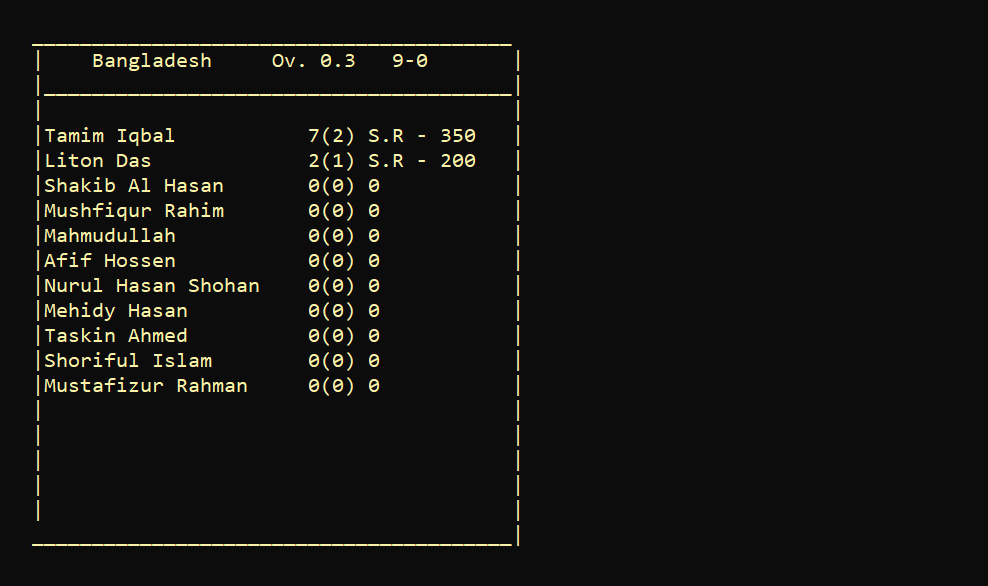 Bangladesh Ov. 0.3 9-0
Tamim Iqbal 7(2) S.R - 350
Liton Das 2(1) S.R - 200
Shakib Al Hasan 0(0) 0
Mushfiqur Rahim 0(0) 0
Mahmudullah 0(0) 0
Afif Hossen 0(0) 0
Nurul Hasan Shohan 0(0) 0
Mehidy Hasan 0(0) 0
Taskin Ahmed 0(0) 0
Shoriful Islam 0(0) 0
Mustafizur Rahman 0(0) 0